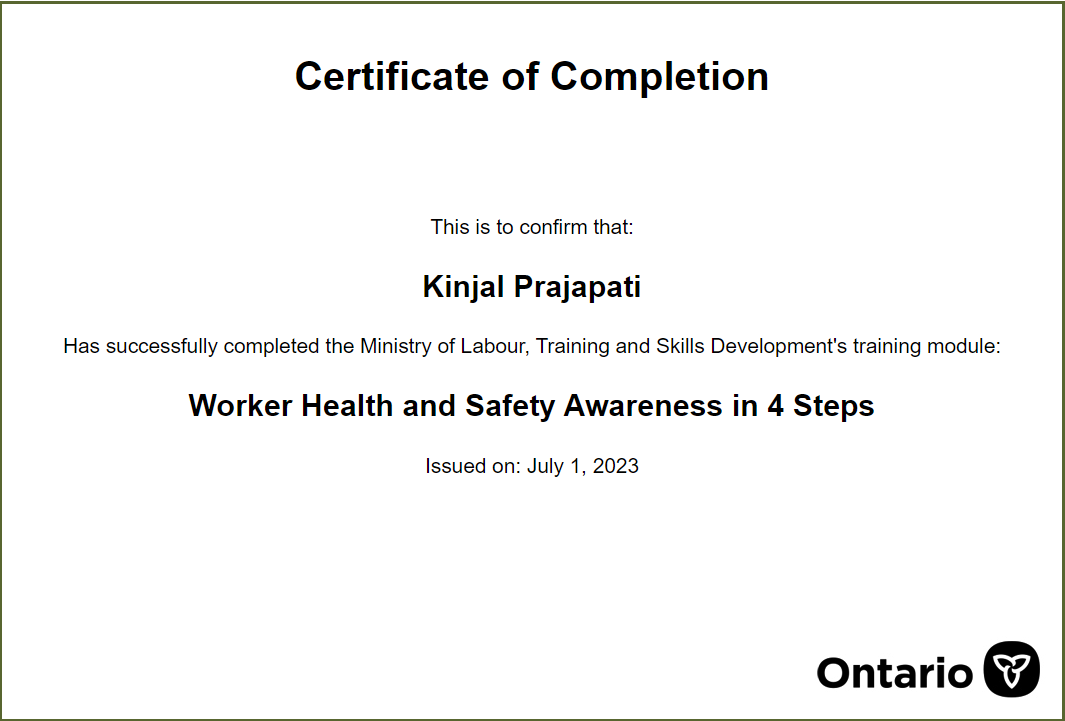 Certificate of Completion
This is to confirm that:
Kinjal Prajapati
Has successfully completed the Ministry of Labour, Training and Skills Development's training module:
Worker Health and Safety Awareness in 4 Steps
Issued on: July 1, 2023
Ontario